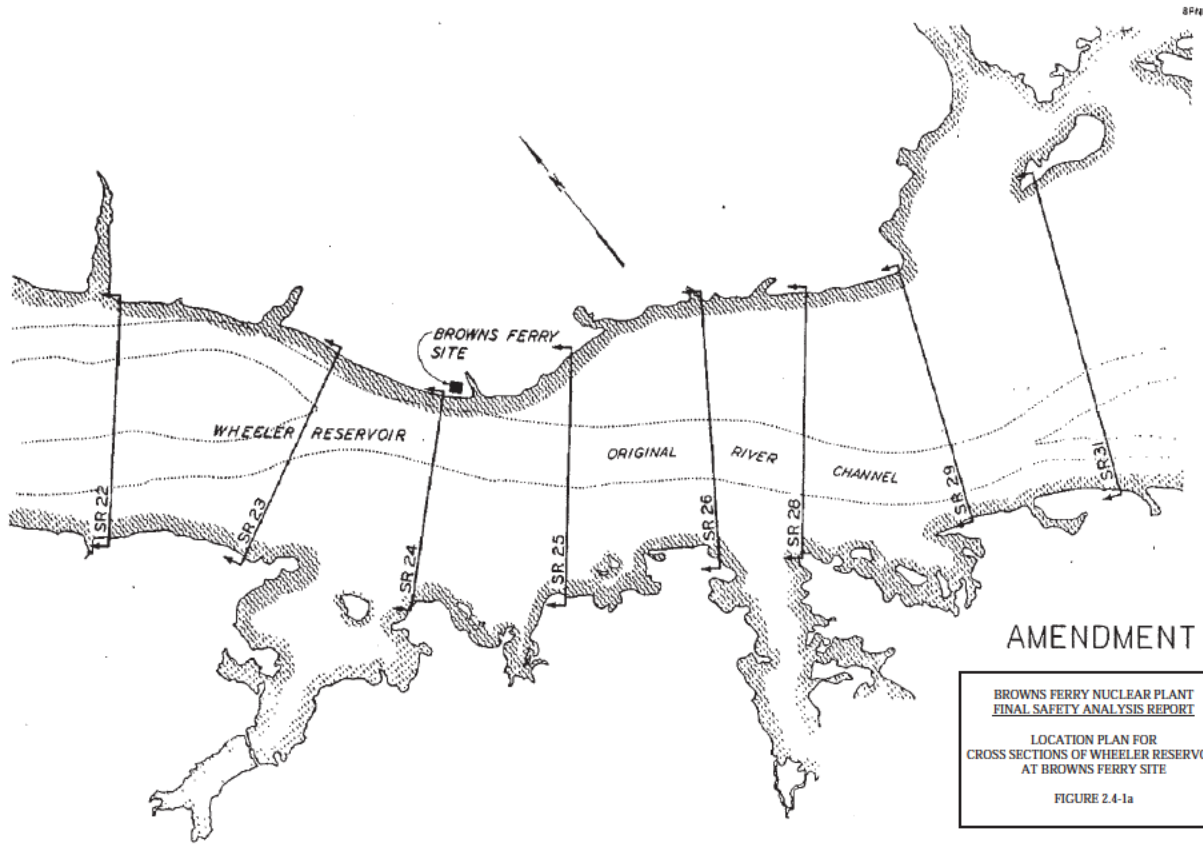 BROWNS FERRY
SITE
WHEELER RESERVOIR
ORIGINAL
RIVER
CHANNEL
SR 22
SR 23
SR 24
SR 25
SR 26
SR 28
SR 29
SR 31
AMENDMENT
BROWNS FERRY NUCLEAR PLANT
FINAL SAFETY ANALYSIS REPORT
LOCATION PLAN FOR
CROSS SECTIONS OF WHEELER RESERVO
AT BROWNS FERRY SITE
FIGURE 2.4-1a